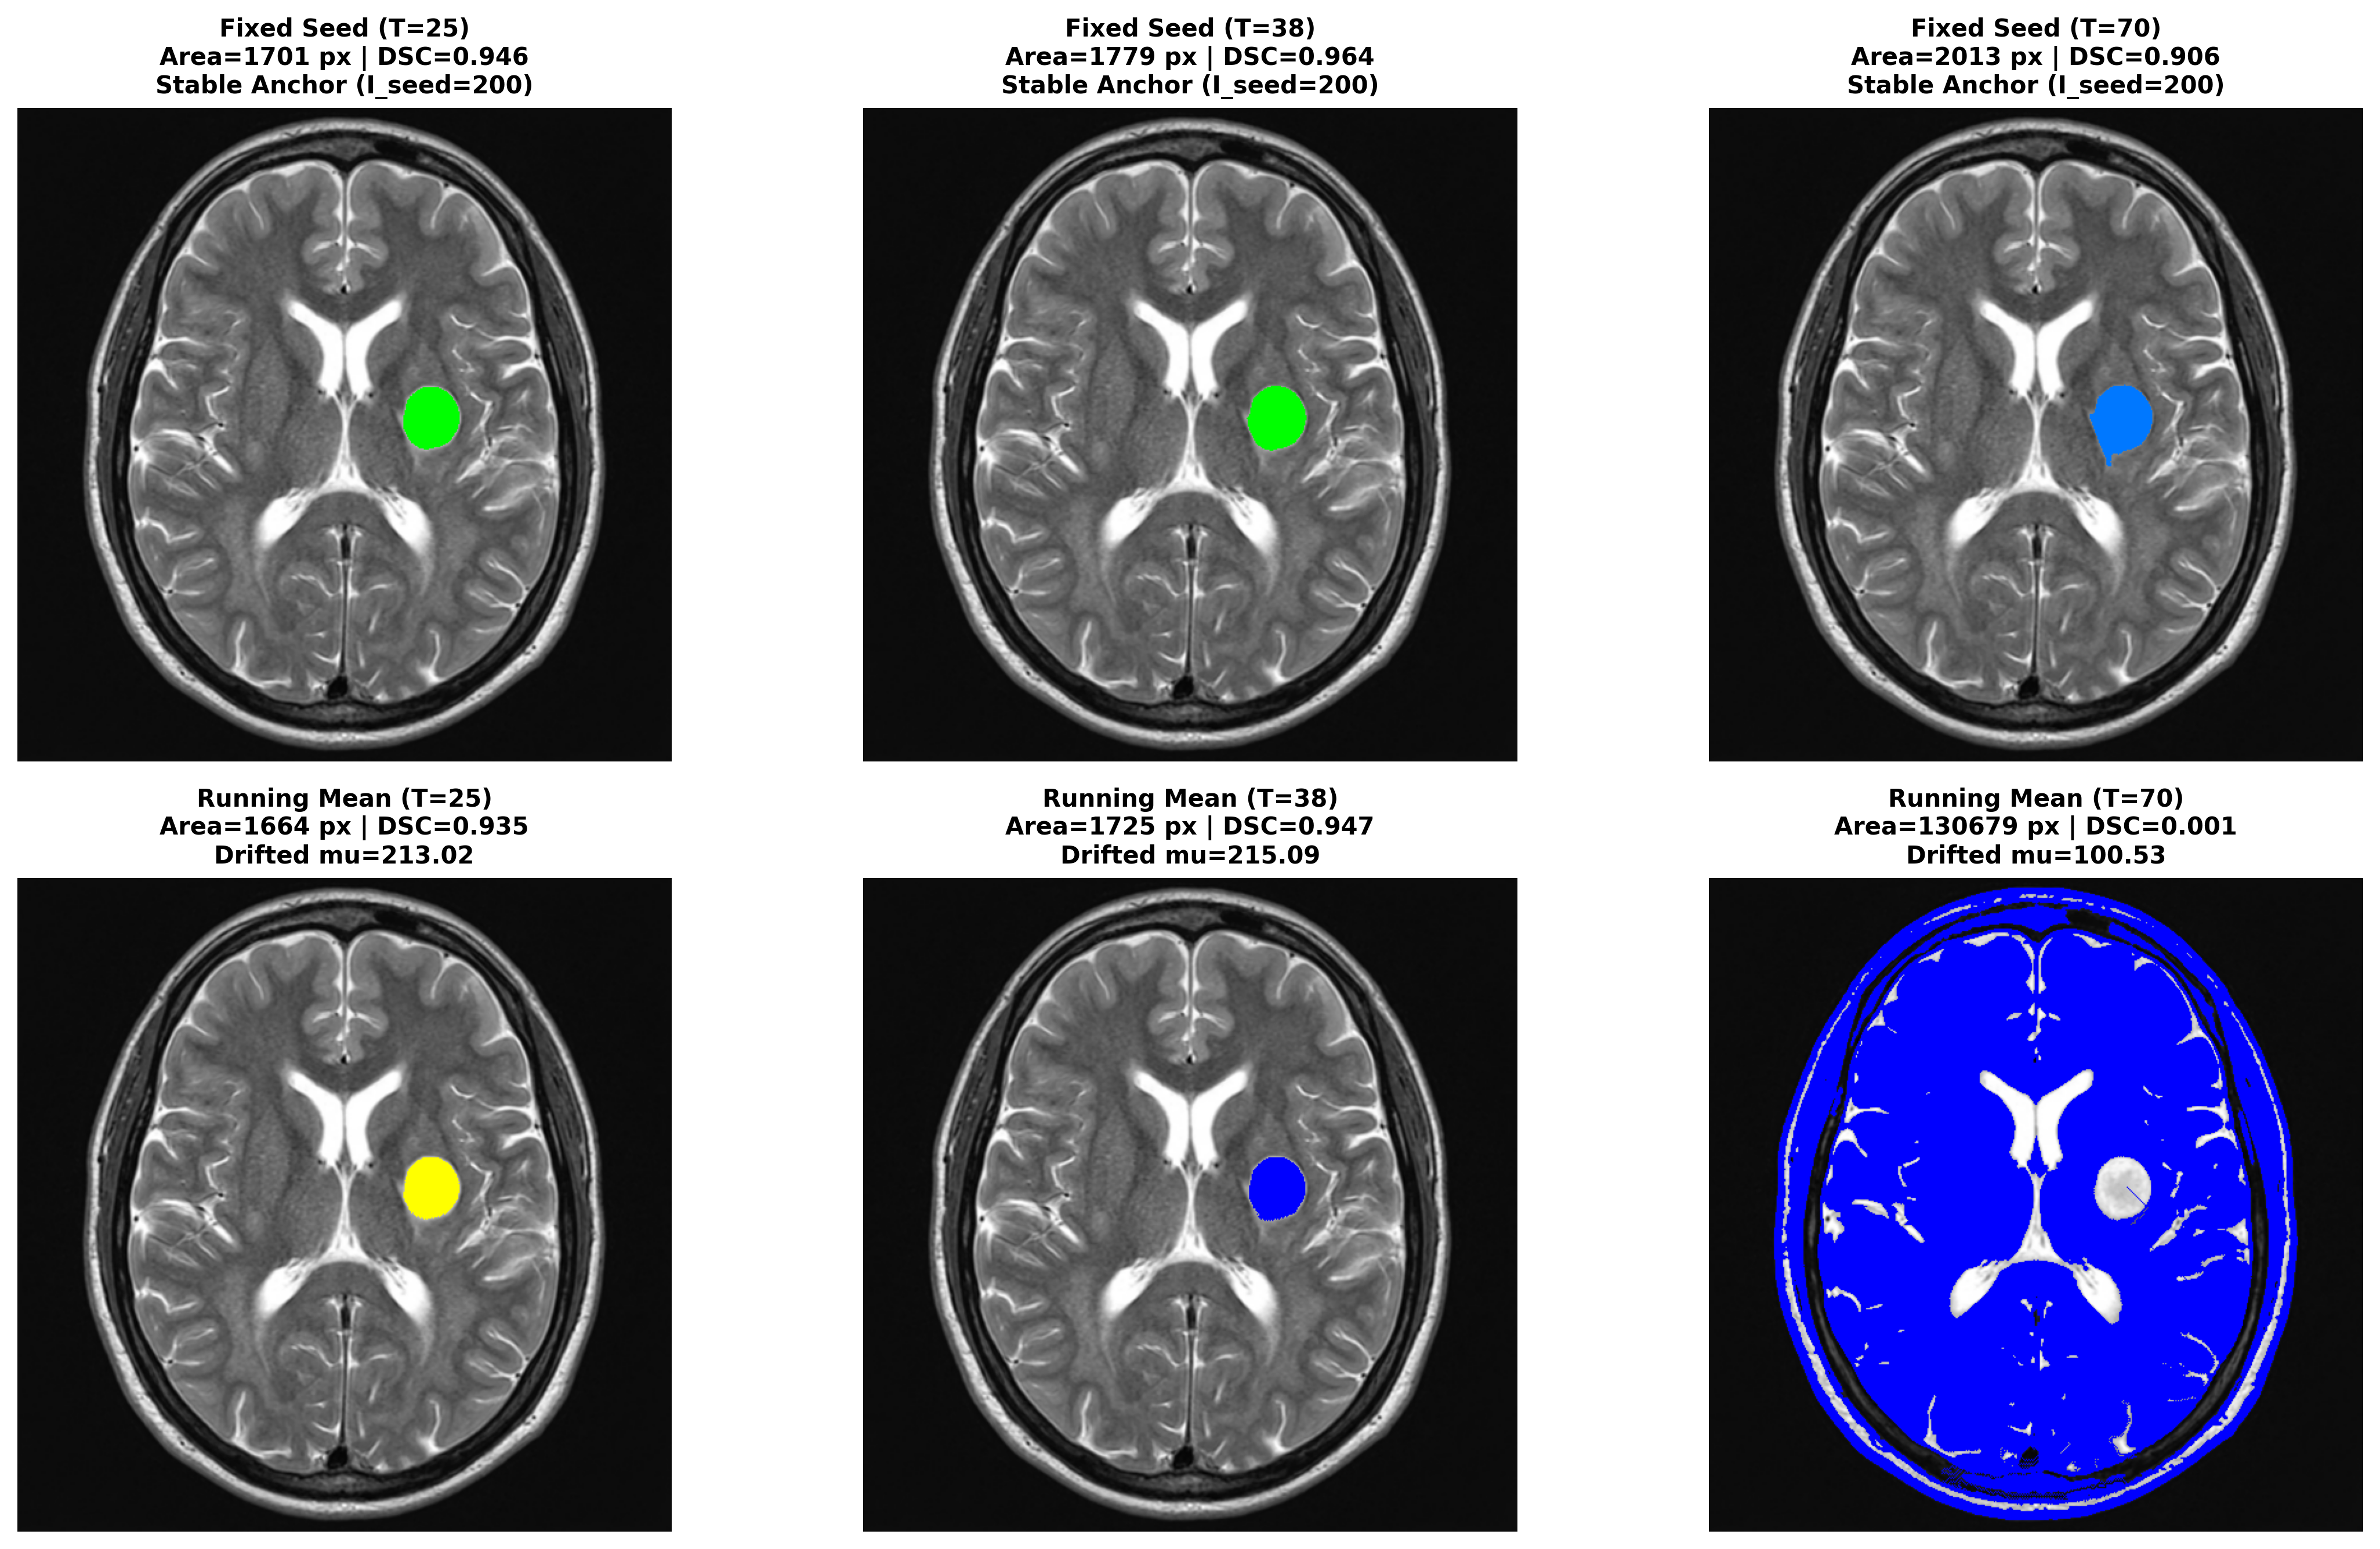 Fixed Seed (T=25)
Area=1701 px | DSC=0.946
Stable Anchor (I_seed=200)
Fixed Seed (T=38)
Area=1779 px | DSC=0.964
Stable Anchor (I_seed=200)
Fixed Seed (T=70)
Area=2013 px | DSC=0.906
Stable Anchor (I_seed=200)
Running Mean (T=25)
Area=1664 px | DSC=0.935
Drifted mu=213.02
Running Mean (T=38)
Area=1725 px | DSC=0.947
Drifted mu=215.09
Running Mean (T=70)
Area=130679 px | DSC=0.001
Drifted mu=100.53